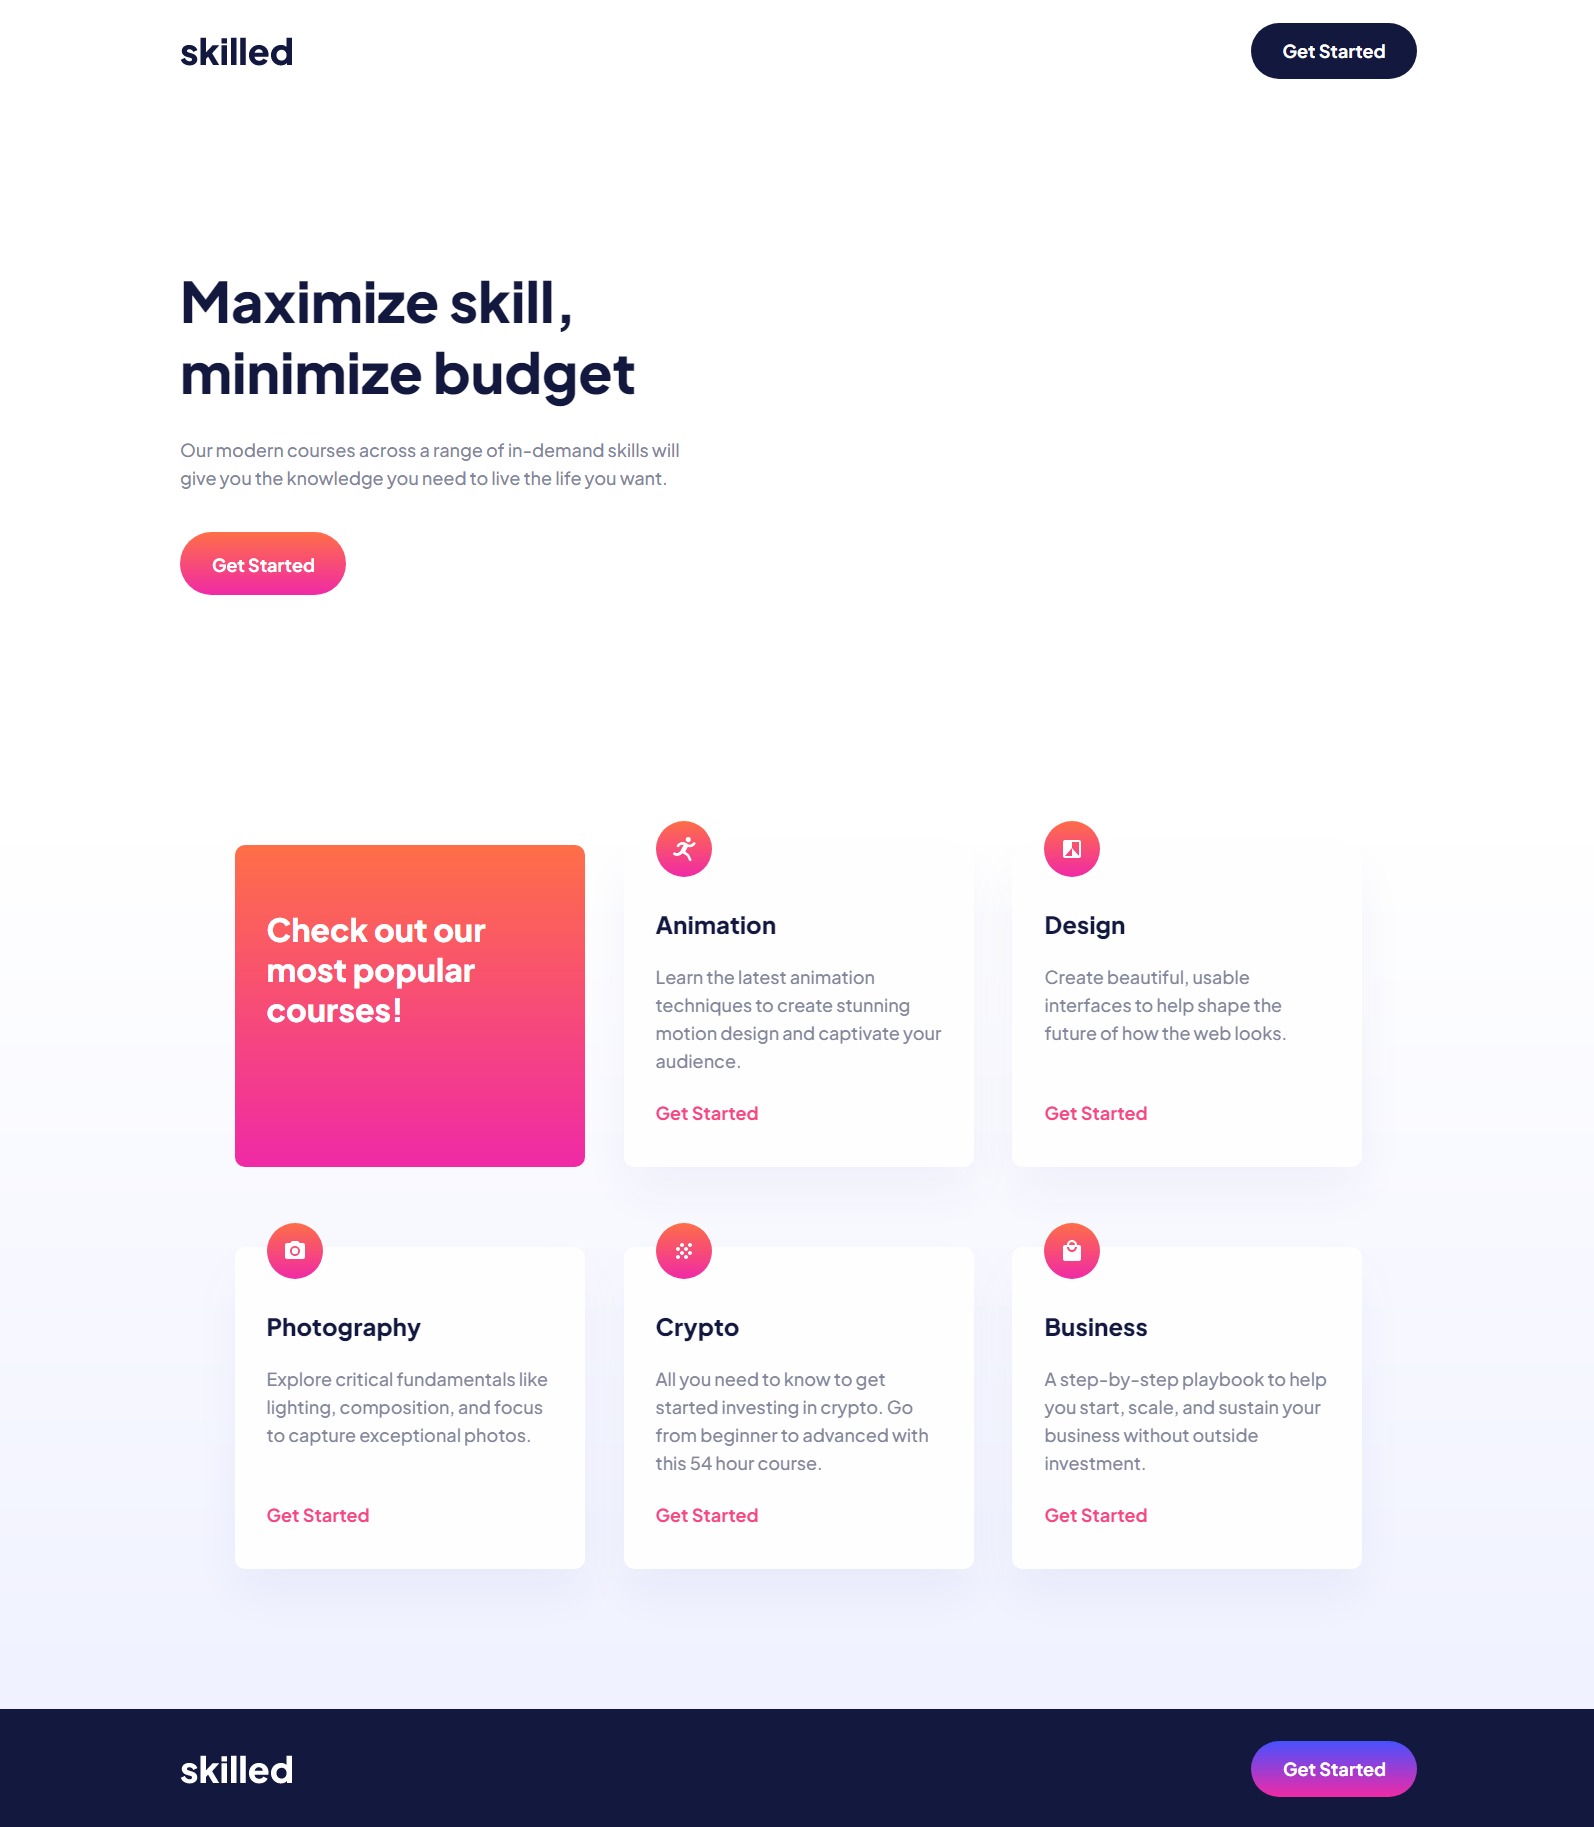 skilled
Get Started
Maximize skill,
minimize budget
Our modern courses across a range of in-demand skills will
give you the knowledge you need to live the life you want.
Get Started
Check out our
most popular
courses!
Animation
Learn the latest animation
techniques to create stunning
motion design and captivate your
audience.
Get Started
Design
Create beautiful, usable
interfaces to help shape the
future of how the web looks.
Get Started
Photography
Explore critical fundamentals like
lighting, composition, and focus
to capture exceptional photos.
Get Started
Crypto
All you need to know to get
started investing in crypto. Go
from beginner to advanced with
this 54 hour course.
Get Started
Business
A step-by-step playbook to help
you start, scale, and sustain your
business without outside
investment.
Get Started
skilled
Get Started